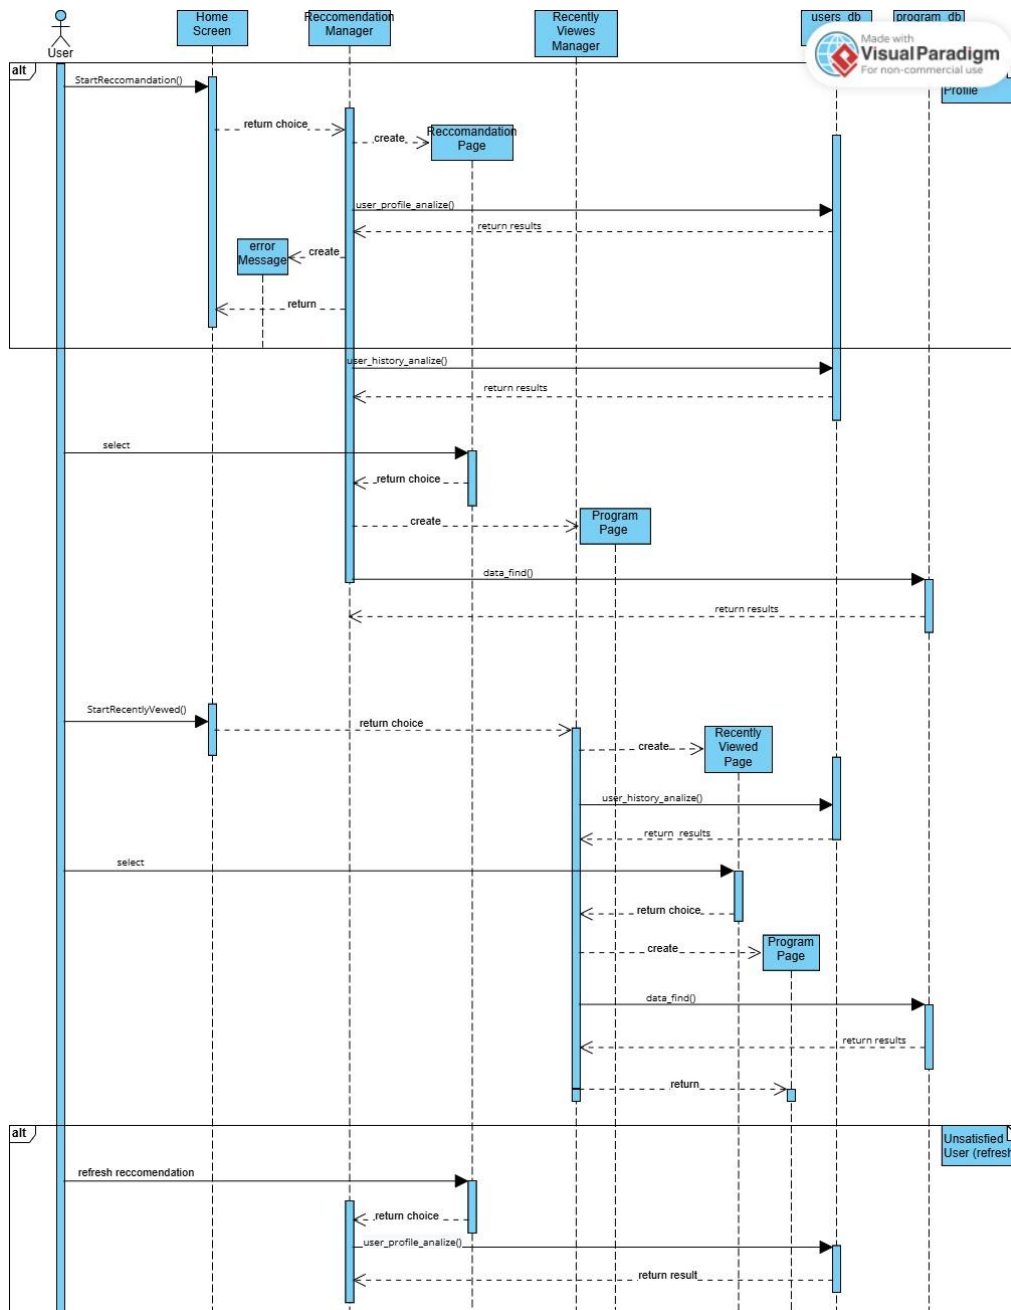 Home
Screen
Reccomendation
Manager
Recently
Viewes
Manager
users_db
program_db
User
Made with
VisualParadigm
For non-commercial use
alt
Profile
StartReccomandation()
return choice
create
Reccomandation
Page
user_profile_analize()
return results
error
Message
create
return
user_history_analize()
return results
select
return choice
create
Program
Page
data_find()
return results
StartRecentlyVewed()
return choice
create
Recently
Viewed
Page
user_history_analize()
return results
select
return choice
create
Program
Page
data_find()
return results
return
alt
Unsatisfied
User (refresh
refresh reccomendation
return choice
user_profile_analize()
return result